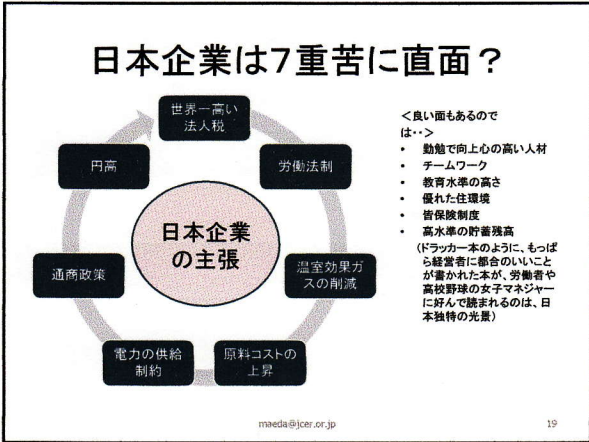 日本企業は7重苦に直面？
世界一高い
法人税
労働法制
温室効果ガ
スの削減
原料コストの
上昇
電力の供給
制約
通商政策
円高
日本企業
の主張
＜良い面もあるので
は‥＞
• 勤勉で向上心の高い人材
• チームワーク
• 教育水準の高さ
• 優れた住環境
• 皆保険制度
• 高水準の貯蓄残高
(ドラッカー本のように、もっぱ
ら経営者に都合のいいこと
が書かれた本が、労働者や
高校野球の女子マネジャー
に好んで読まれるのは、日
本独特の光景)
maeda@jcer.or.jp
19